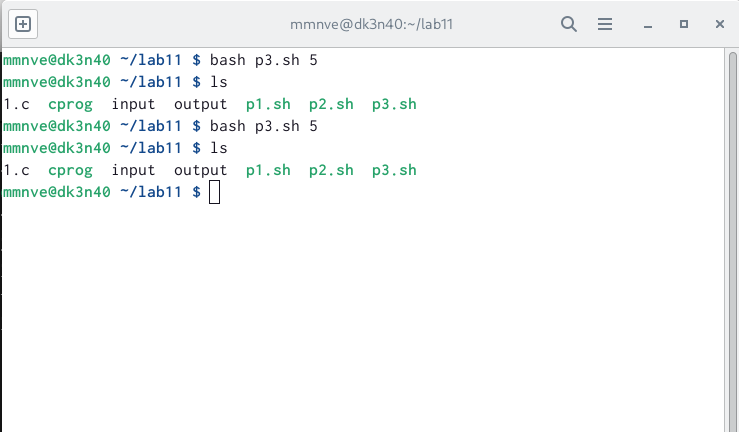 mmnve@dk3n40:~/lab11
mmnve@dk3n40 ~/lab11 $ bash p3.sh 5
mmnve@dk3n40 ~/lab11 $ ls
1.c  cprog  input  output  p1.sh  p2.sh  p3.sh
mmnve@dk3n40 ~/lab11 $ bash p3.sh 5
mmnve@dk3n40 ~/lab11 $ ls
1.c  cprog  input  output  p1.sh  p2.sh  p3.sh
mmnve@dk3n40 ~/lab11 $